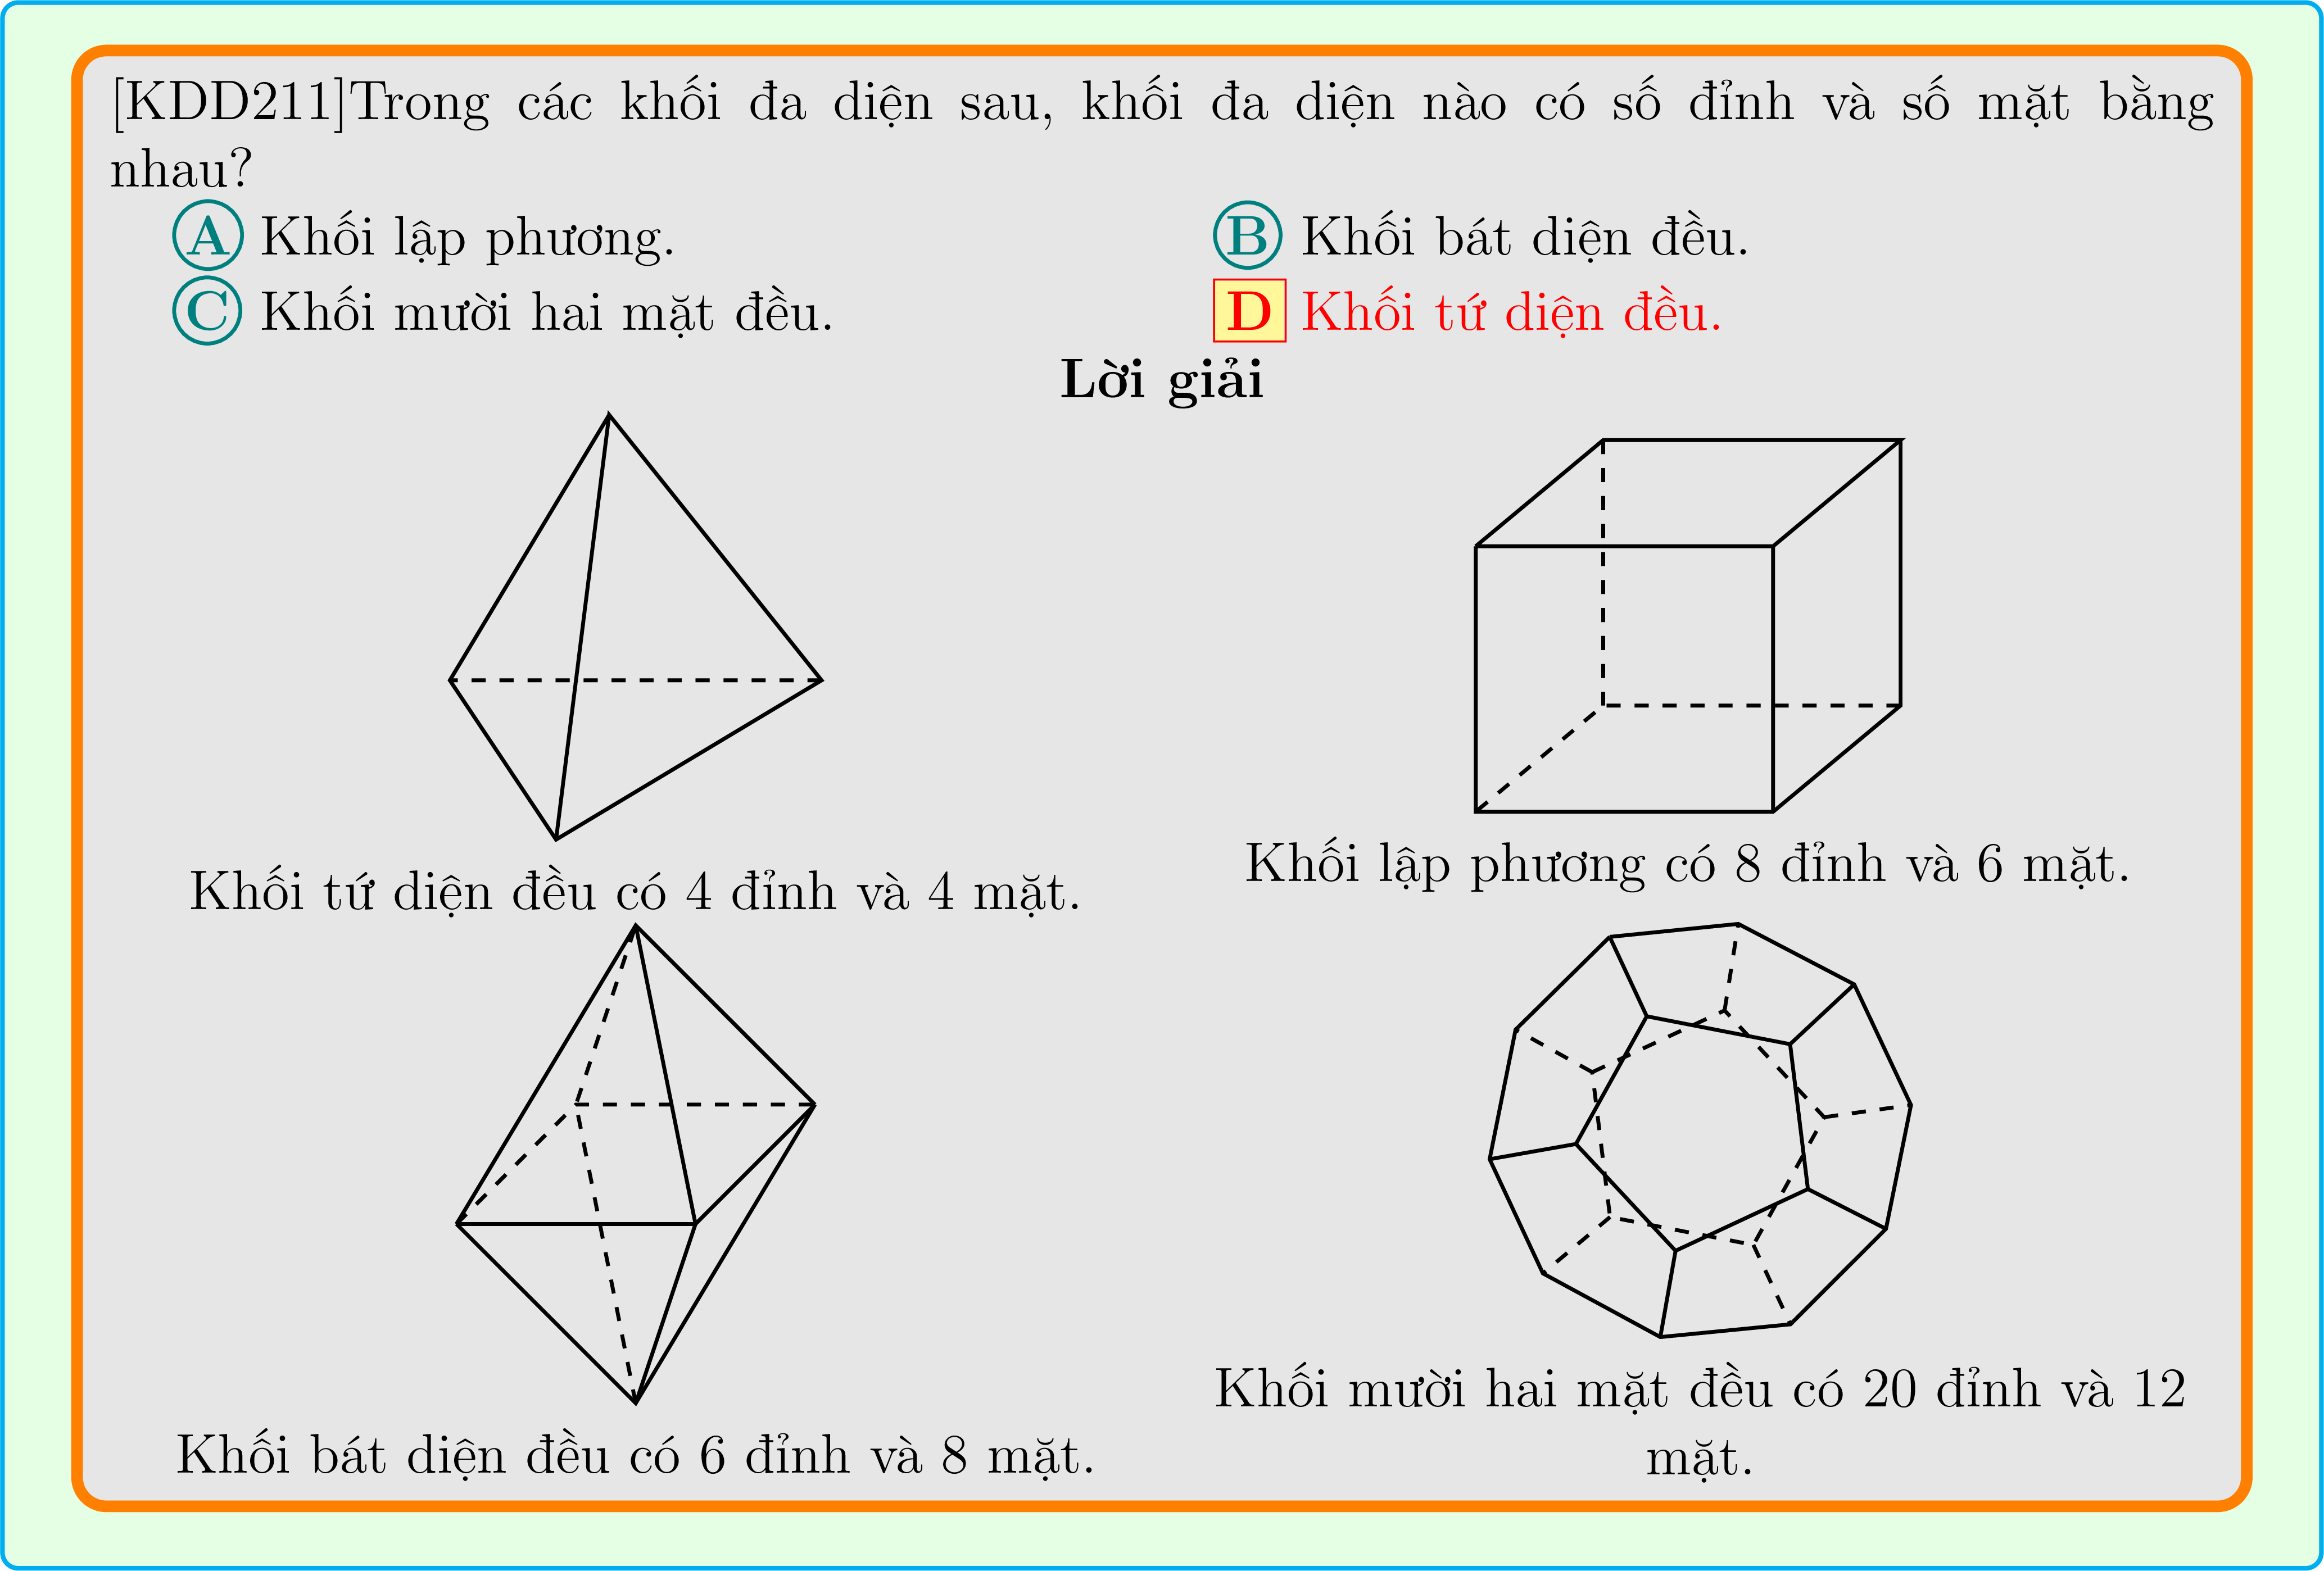 [KDD211]Trong các khối đa diện sau, khối đa diện nào có số đỉnh và số mặt bằng
nhau?
A Khối lập phương.
B Khối bát diện đều.
C Khối mười hai mặt đều.
D Khối tứ diện đều.
Lời giải
Khối tứ diện đều có 4 đỉnh và 4 mặt.
Khối lập phương có 8 đỉnh và 6 mặt.
Khối bát diện đều có 6 đỉnh và 8 mặt.
Khối mười hai mặt đều có 20 đỉnh và 12
mặt.